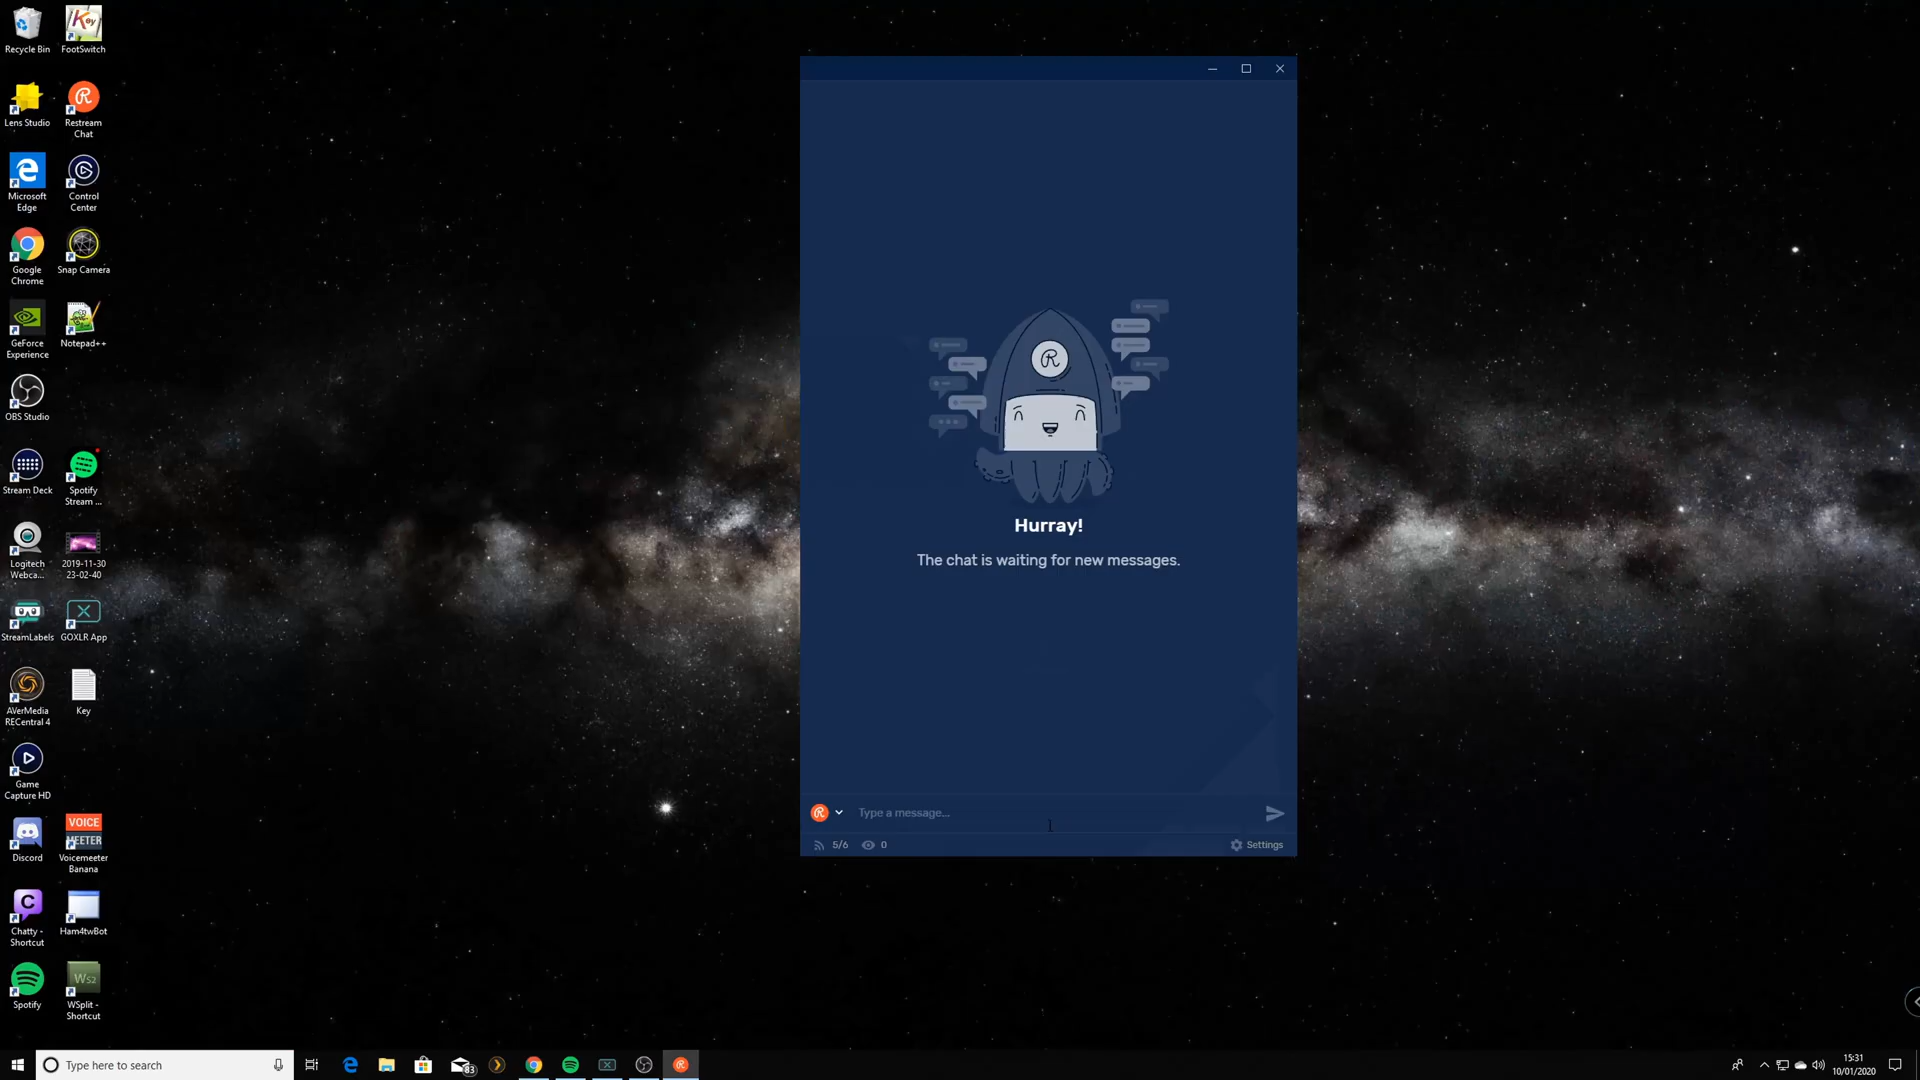 Recycle Bin
FootSwitch
Lens Studio
Restream
Chat
Microsoft
Edge
Control
Center
Google
Chrome
Snap Camera
GeForce
Experience
Notepad++
OBS Studio
Stream Deck
Spotify
Stream ...
Logitech
Webca...
2019-11-30
23-02-40
StreamLabels
GOXLR App
AVerMedia
RECentral 4
Key
Game
Capture HD
Discord
VOICE
MEETER
Voicemeeter
Banana
Chatty -
Shortcut
Ham4twBot
Spotify
WS2
WSplit -
Shortcut
Hurray!
The chat is waiting for new messages.
Type a message...
5/6
0
Settings
Type here to search
83
15:31
10/01/2020